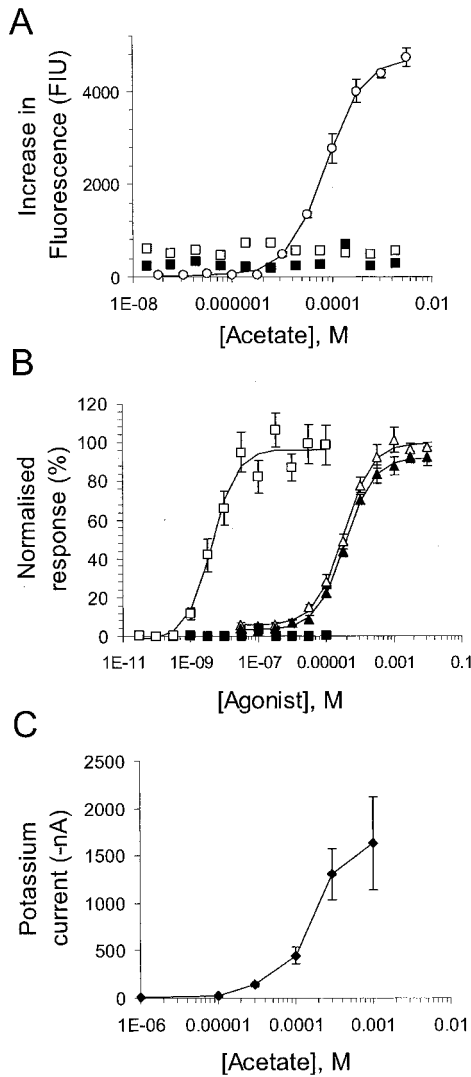 A
Increase in
Fluorescence (FIU)
4000
2000
0
1E-08 0.000001 0.0001 0.01
[Acetate], M
B
Normalised
response (%)
120
100
80
60
40
20
0
1E-11 1E-09 1E-07 0.00001 0.001 0.1
[Agonist], M
C
Potassium
current (-nA)
2500
2000
1500
1000
500
0
1E-06 0.00001 0.0001 0.001 0.01
[Acetate], M